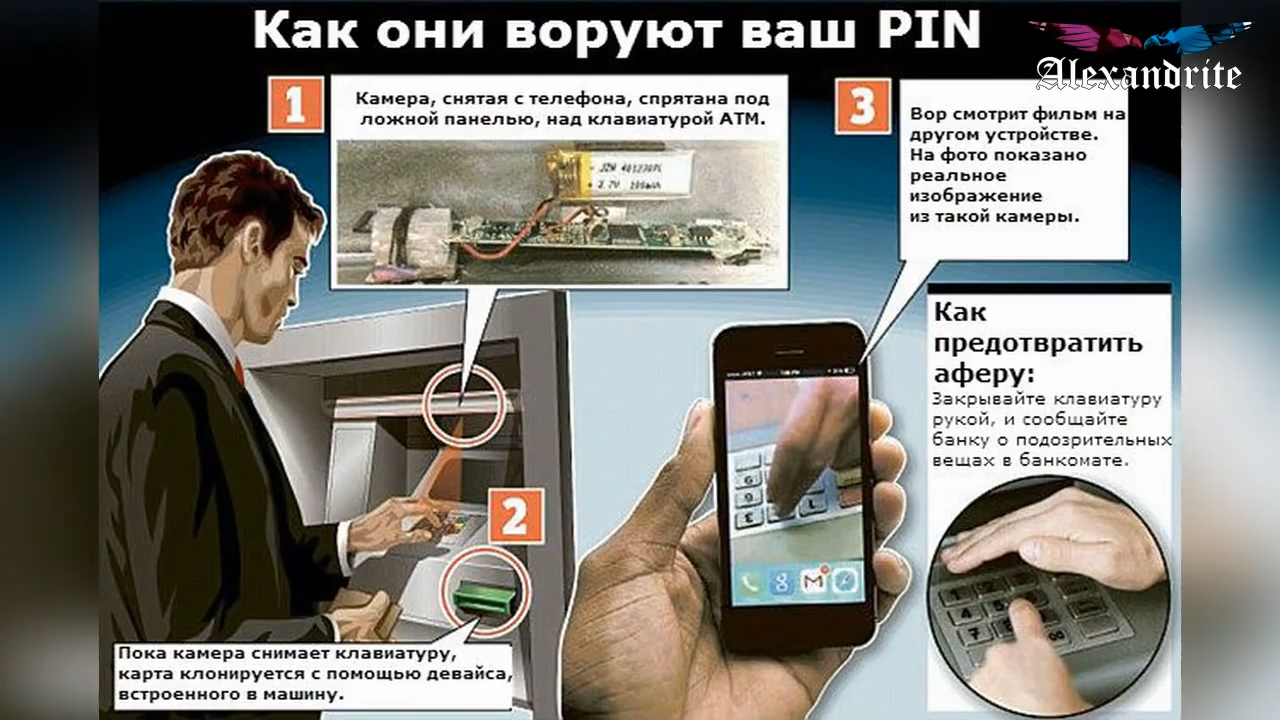 Как они воруют ваш PIN
Alexandrite
1
Камера, снятая с телефона, спрятана под
ложной панелью, над клавиатурой АТМ.
3
Вор смотрит фильм на
другом устройстве.
На фото показано
реальное
изображение
из такой камеры.
Как
предотвратить
аферу:
Закрывайте клавиатуру
рукой, и сообщайте
банку о подозрительных
вещах в банкомате.
2
Пока камера снимает клавиатуру,
карта клонируется с помощью девайса,
встроенного в машину.